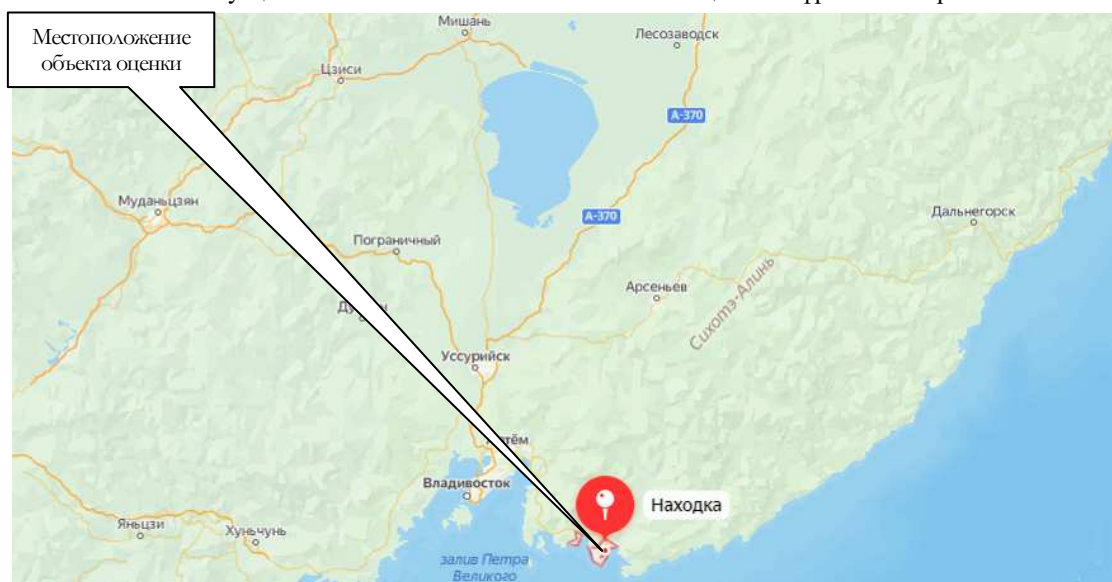 Местоположение
объекта оценки
Мишань
Лесозаводск
Цзиси
А-370
Муданьцзян
А-370
Дальнегорск
Пограничный
Арсеньев
Сихотэ-Алинь
Уссурийск
Владивосток
Находка
Яньцзи
Хуньчунь
залив Петра
Великого